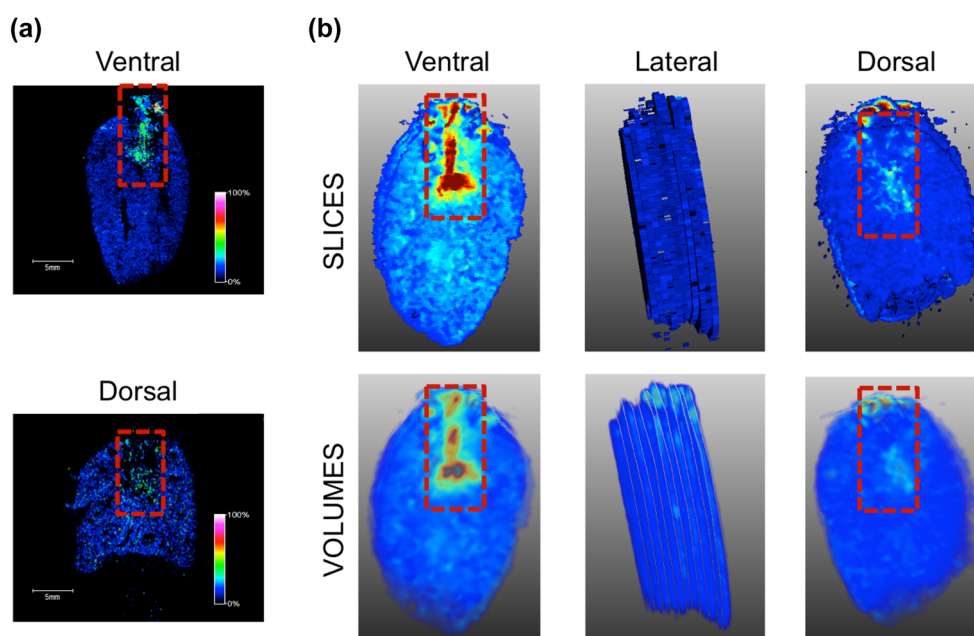 (a)
Ventral
100%
0%
5mm
Dorsal
100%
0%
5mm
(b)
Ventral
Lateral
Dorsal
SLICES
VOLUMES